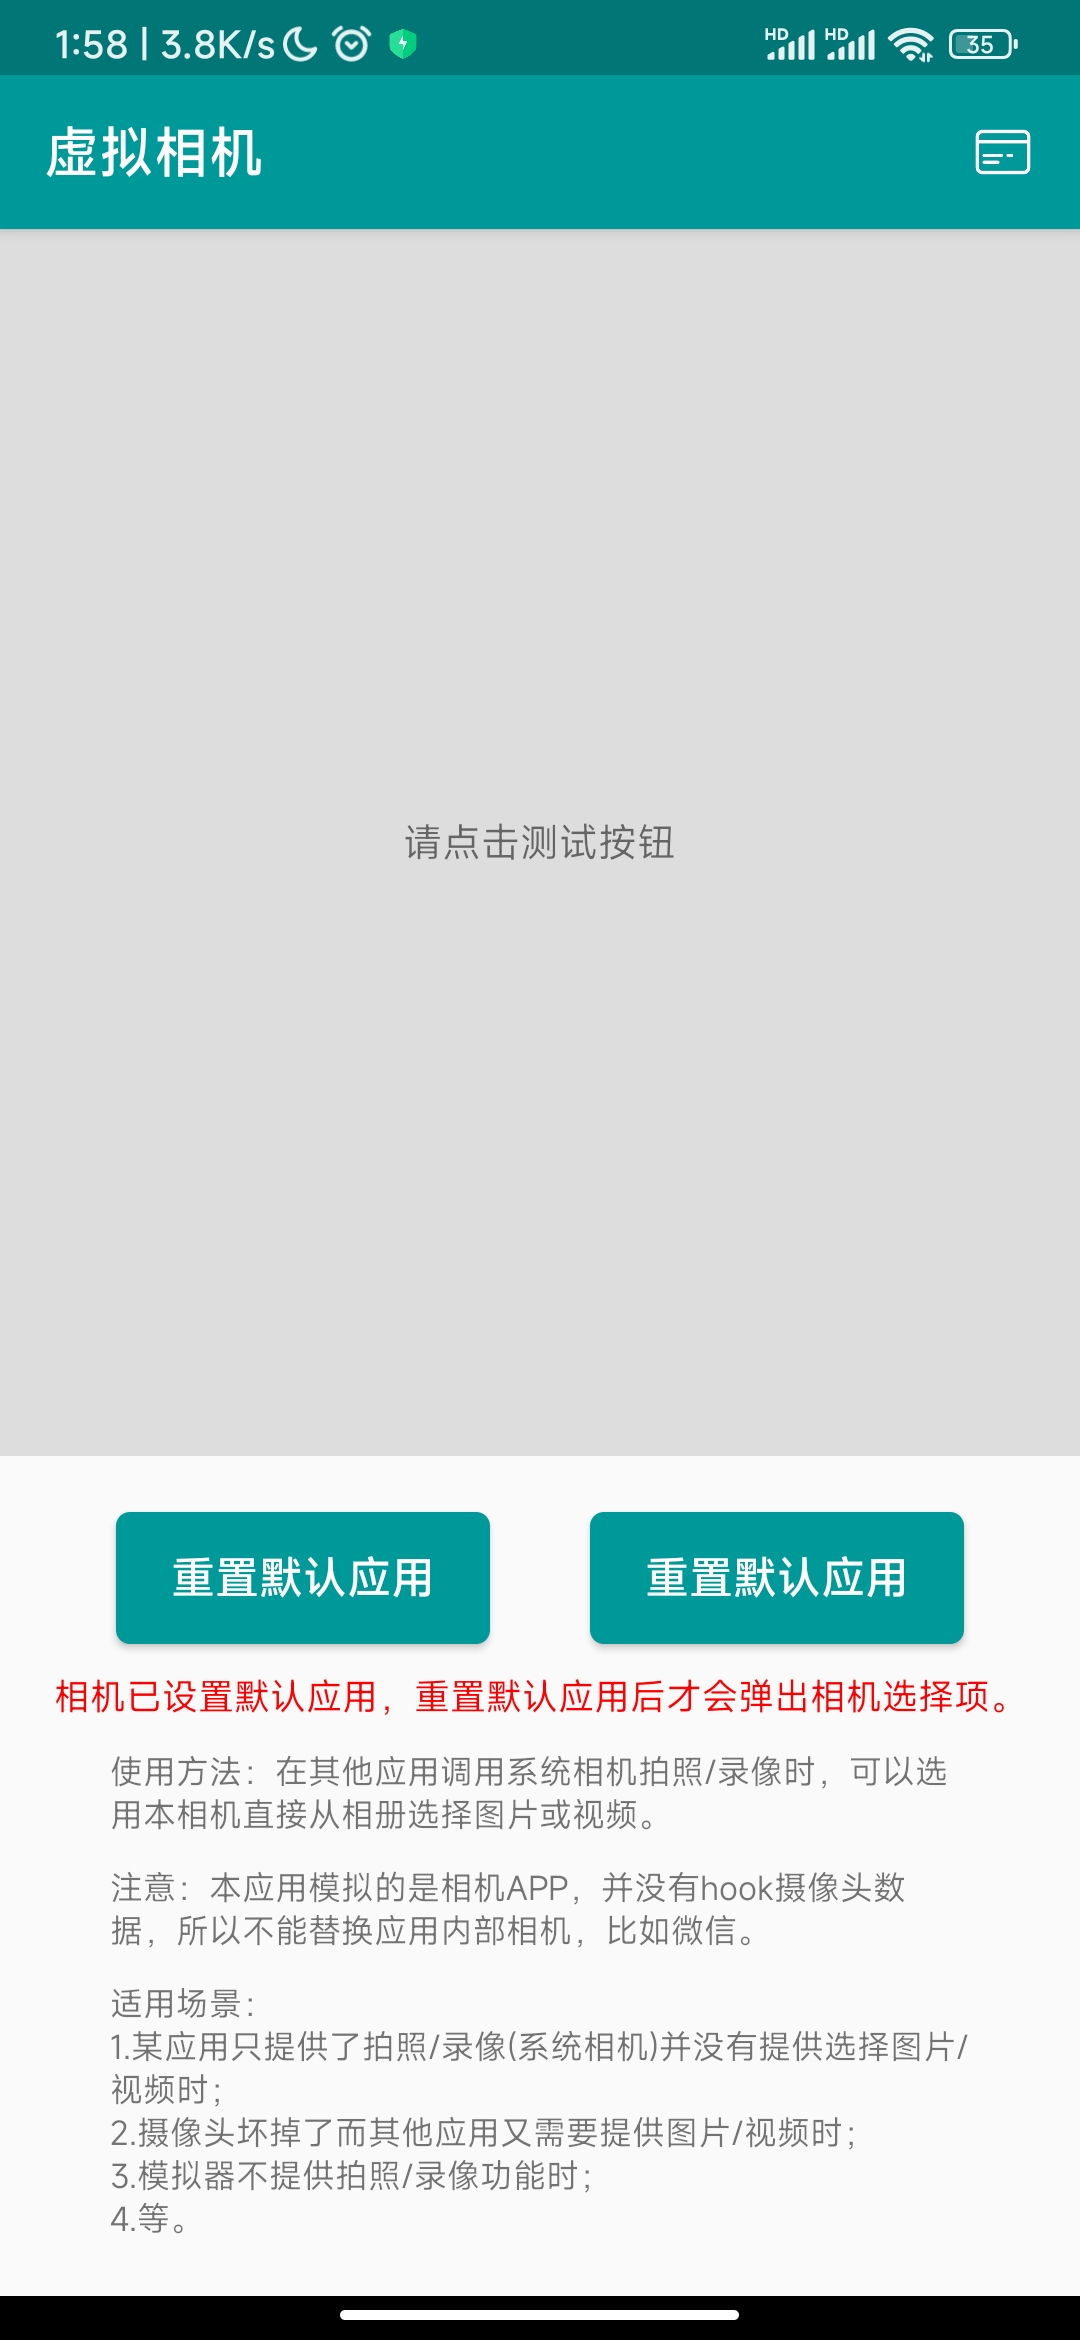 1:58 | 3.8K/s HD HD 35
虚拟相机
请点击测试按钮
重置默认应用 重置默认应用
相机已设置默认应用，重置默认应用后才会弹出相机选择项。
使用方法：在其他应用调用系统相机拍照/录像时，可以选
用本相机直接从相册选择图片或视频。
注意：本应用模拟的是相机APP，并没有hook摄像头数
据，所以不能替换应用内部相机，比如微信。
适用场景：
1.某应用只提供了拍照/录像(系统相机)并没有提供选择图片/
视频时；
2.摄像头坏掉了而其他应用又需要提供图片/视频时；
3.模拟器不提供拍照/录像功能时；
4.等。